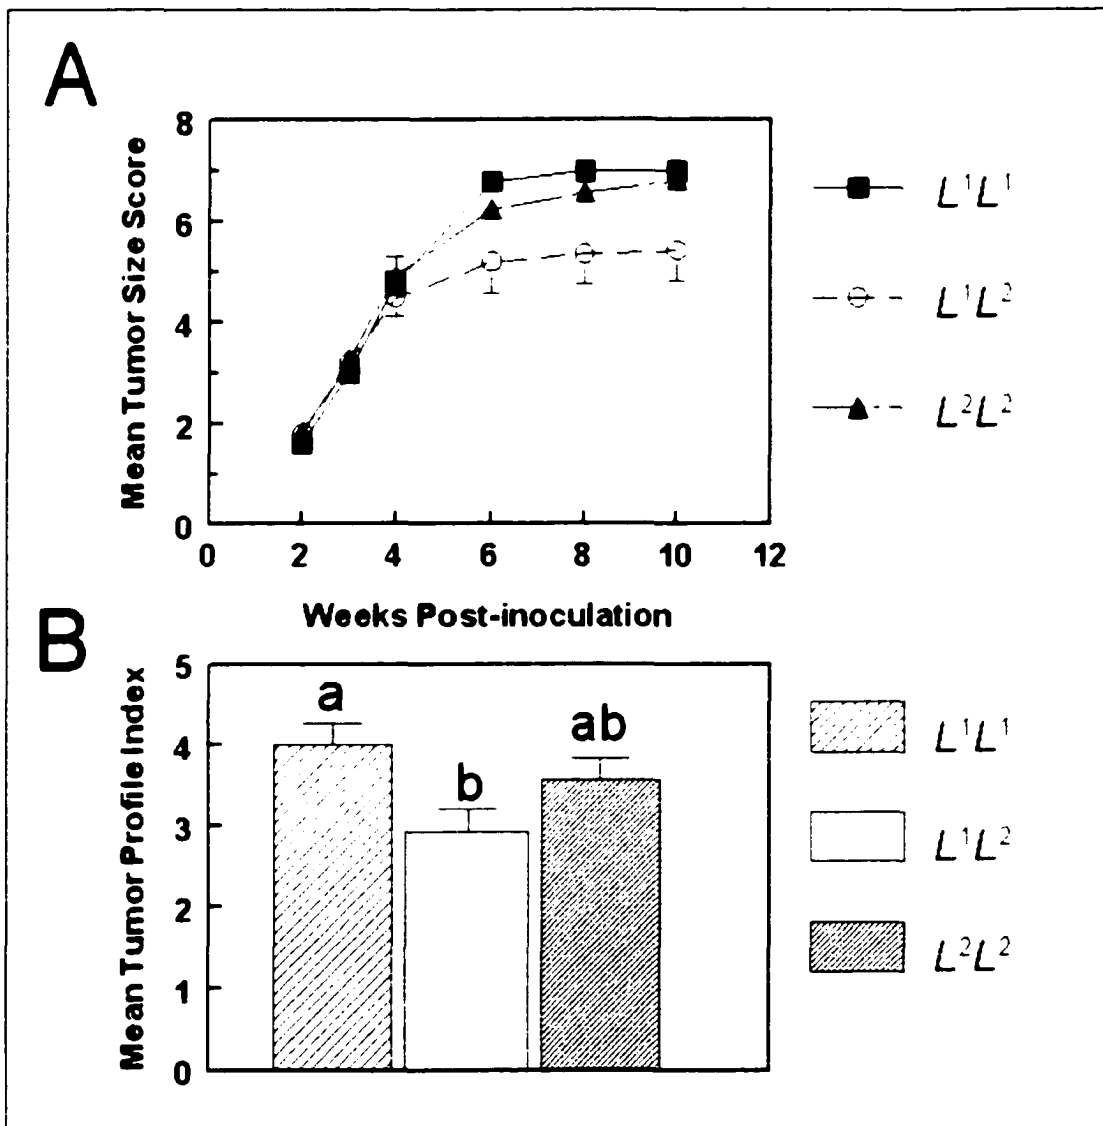 A
Mean Tumor Size Score
8
6
4
2
0
0 2 4 6 8 10 12
Weeks Post-inoculation
L¹L¹
L¹L²
L²L²
B
Mean Tumor Profile Index
5
4
3
2
1
0
a
b
ab
L¹L¹
L¹L²
L²L²